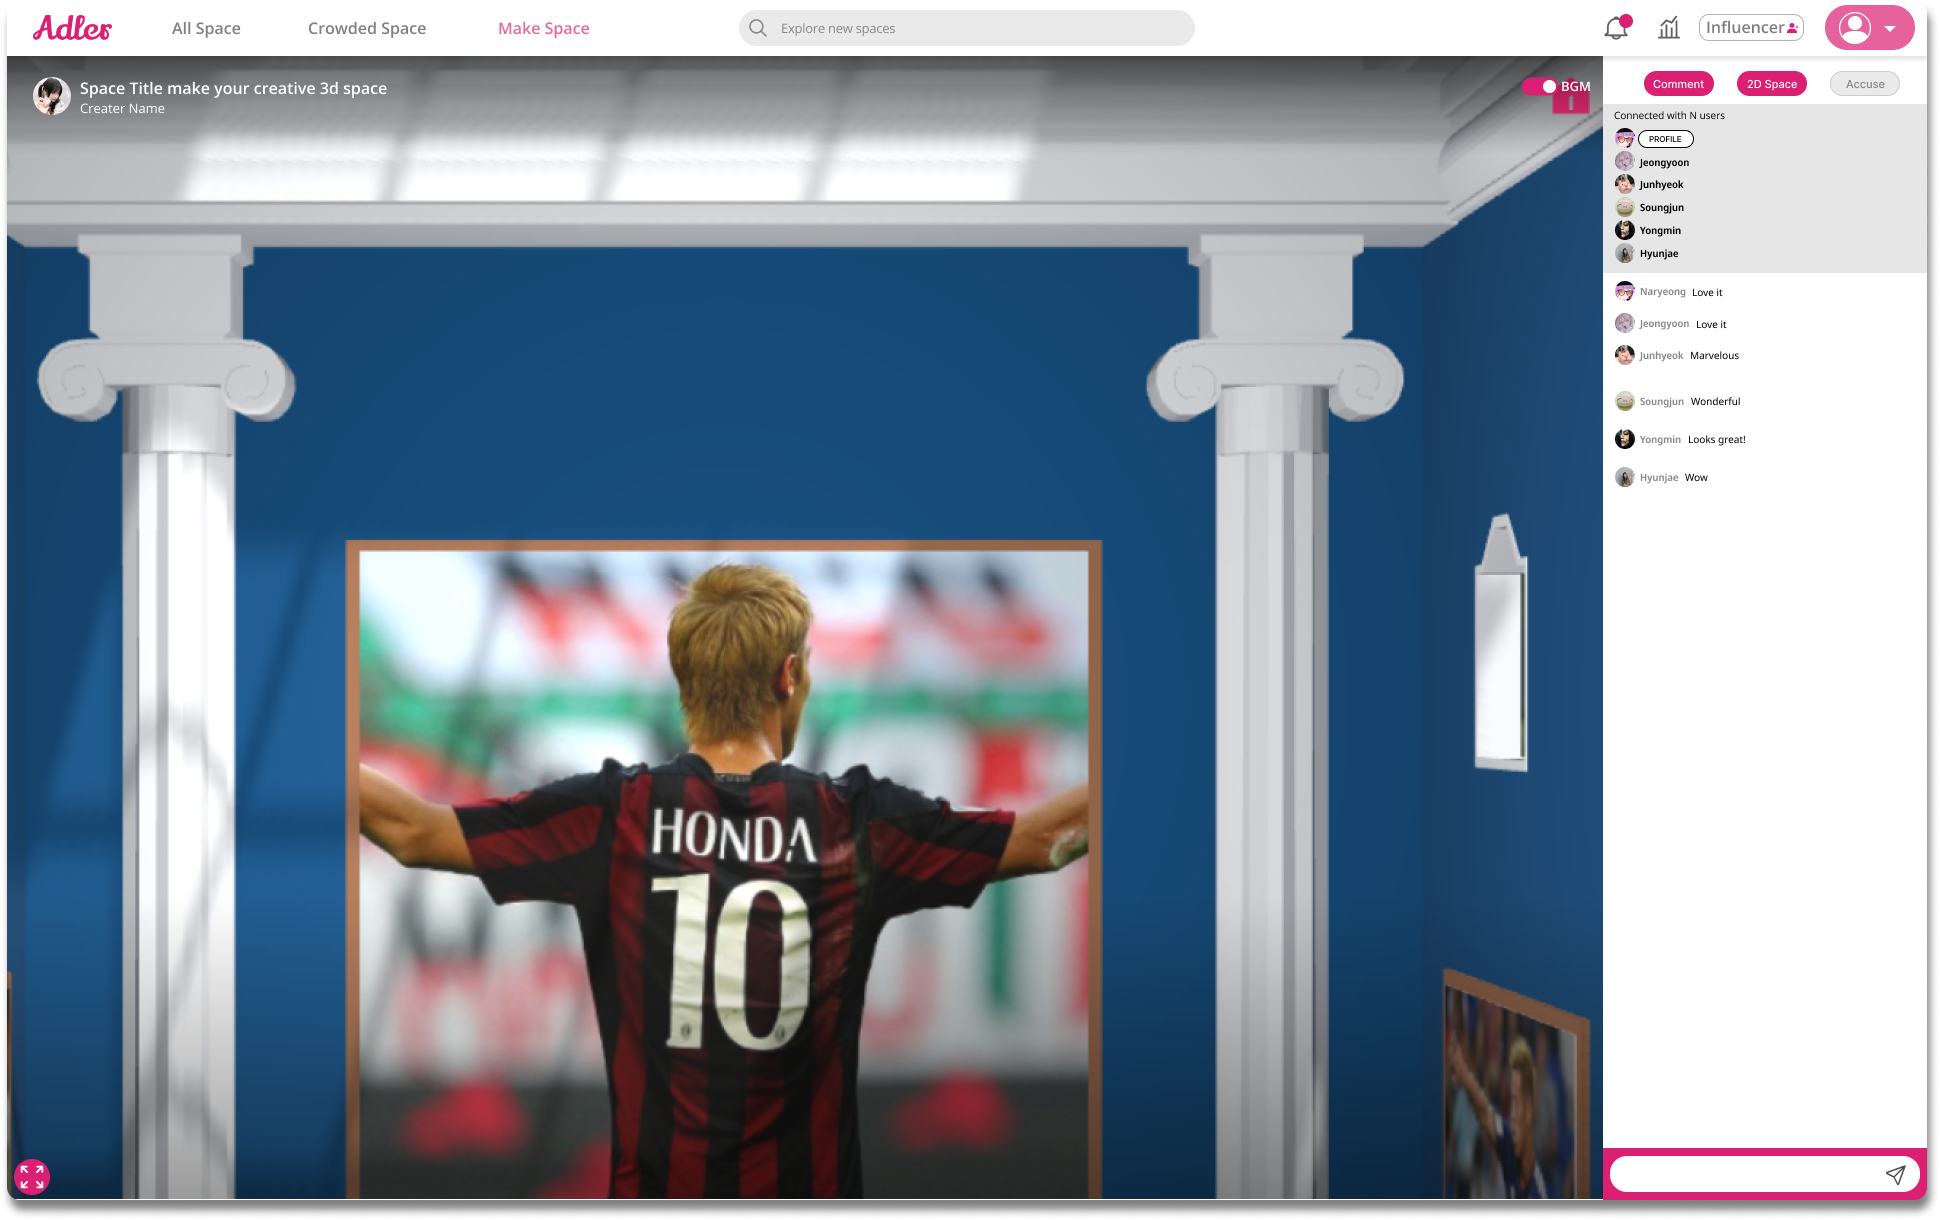 Adler
All Space
Crowded Space
Make Space
Explore new spaces
Influencer
Space Title make your creative 3d space
Creater Name
BGM
Comment
2D Space
Accuse
Connected with N users
PROFILE
Jeongyoon
Junhyeok
Soungjun
Yongmin
Hyunjae
Naryeong Love it
Jeongyoon Love it
Junhyeok Marvelous
Soungjun Wonderful
Yongmin Looks great!
Hyunjae Wow
HONDA
10